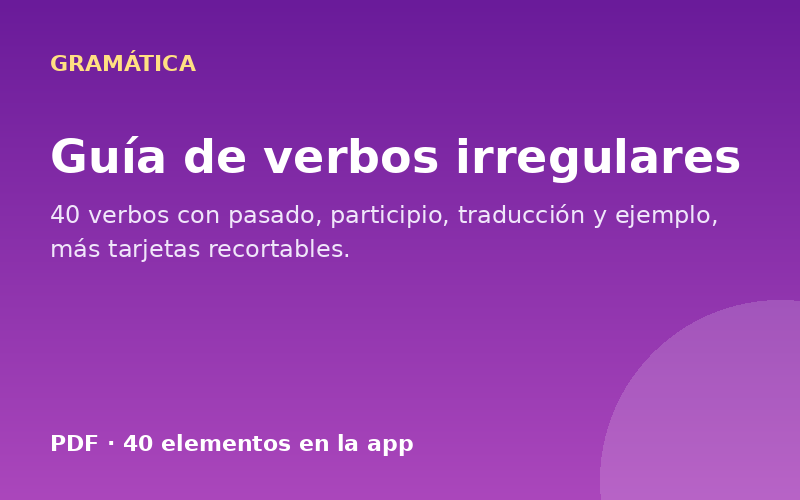 GRAMÁTICA
Guía de verbos irregulares
40 verbos con pasado, participio, traducción y ejemplo,
más tarjetas recortables.
PDF · 40 elementos en la app